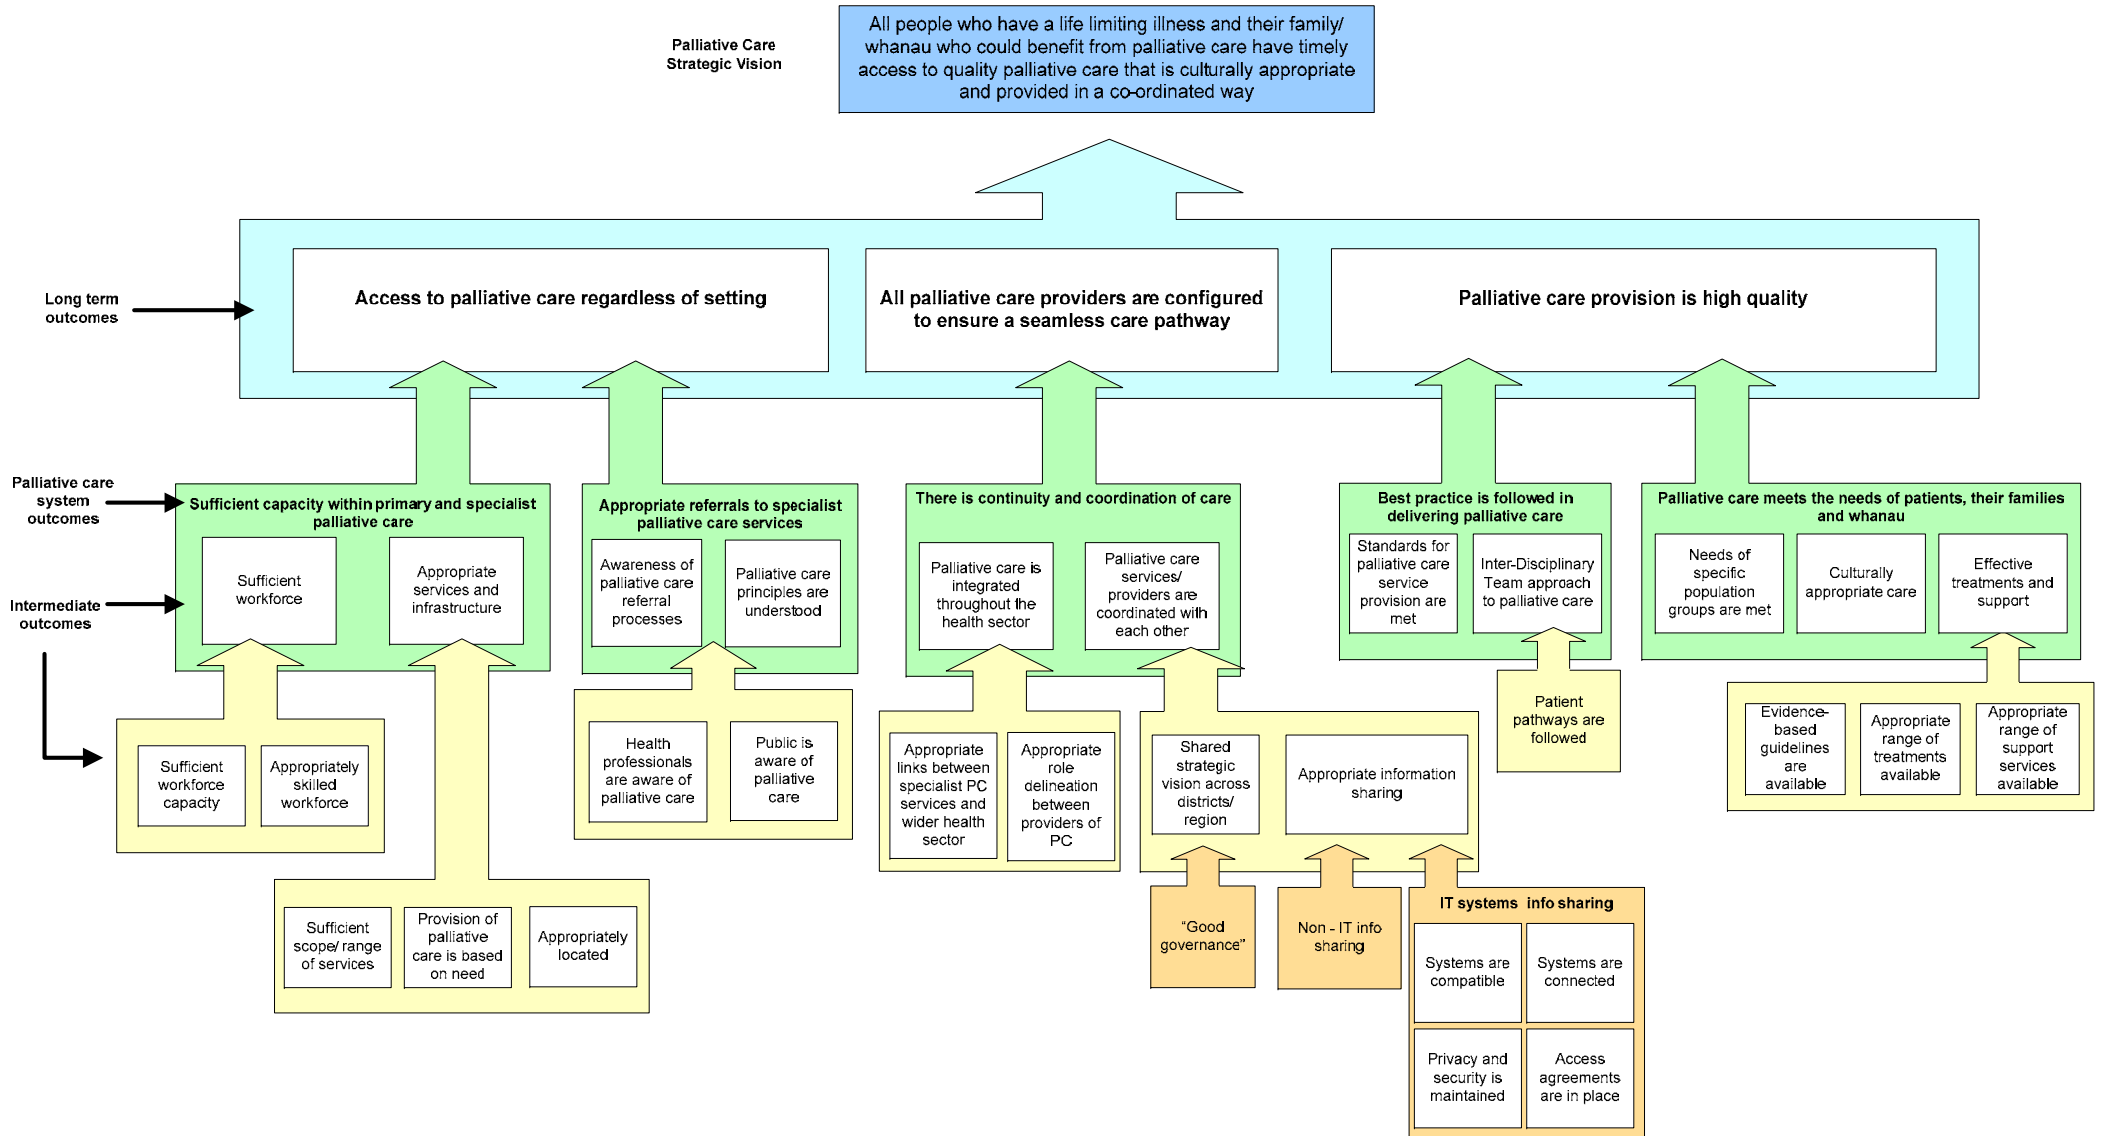 Palliative Care
Strategic Vision
All people who have a life limiting illness and their family/
whanau who could benefit from palliative care have timely
access to quality palliative care that is culturally appropriate
and provided in a co-ordinated way
Long term
outcomes
Access to palliative care regardless of setting
All palliative care providers are configured
to ensure a seamless care pathway
Palliative care provision is high quality
Palliative care
system
outcomes
Sufficient capacity within primary and specialist
palliative care
Appropriate referrals to specialist
palliative care services
There is continuity and coordination of care
Best practice is followed in
delivering palliative care
Palliative care meets the needs of patients, their families
and whanau
Intermediate
outcomes
Sufficient
workforce
Appropriate
services and
infrastructure
Awareness of
palliative care
referral
processes
Palliative care
principles are
understood
Palliative care is
integrated
throughout the
health sector
Palliative care
services/
providers are
coordinated with
each other
Standards for
palliative care
service
provision are
met
Inter-Disciplinary
Team approach
to palliative care
Needs of
specific
population
groups are met
Culturally
appropriate care
Effective
treatments and
support
Sufficient
workforce
capacity
Appropriately
skilled
workforce
Health
professionals
are aware of
palliative care
Public is
aware of
palliative
care
Appropriate
links between
specialist PC
services and
wider health
sector
Appropriate
role
delineation
between
providers of
PC
Shared
strategic
vision across
districts/
region
Appropriate information
sharing
Patient
pathways are
followed
Evidence-
based
guidelines
are
available
Appropriate
range of
treatments
available
Appropriate
range of
support
services
available
Sufficient
scope/ range
of services
Provision of
palliative
care is based
on need
Appropriately
located
“Good
governance”
Non - IT info
sharing
IT systems info sharing
Systems are
compatible
Systems are
connected
Privacy and
security is
maintained
Access
agreements
are in place